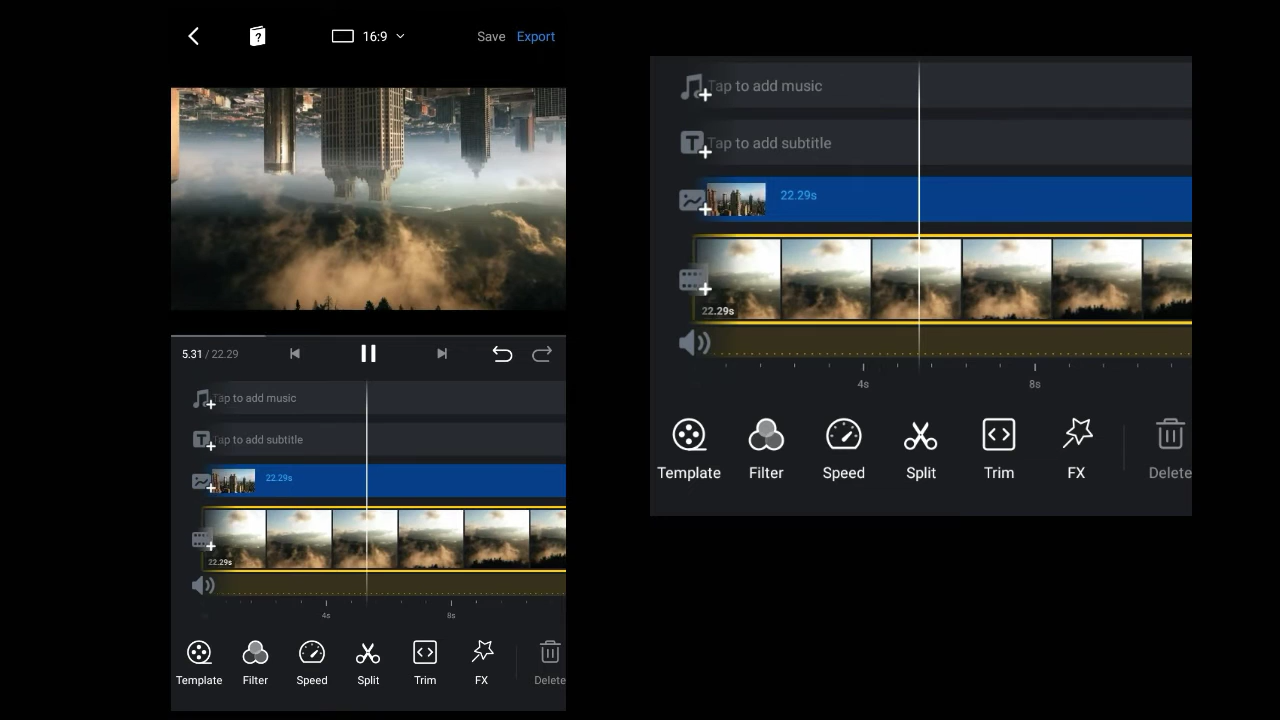 ?
16:9
Save
Export
5.31 / 22.29
Tap to add music
T Tap to add subtitle
22.29s
22.29s
4s
8s
Template
Filter
Speed
Split
Trim
FX
Delete
Tap to add music
T Tap to add subtitle
22.29s
22.29s
4s
8s
Template
Filter
Speed
Split
Trim
FX
Delete